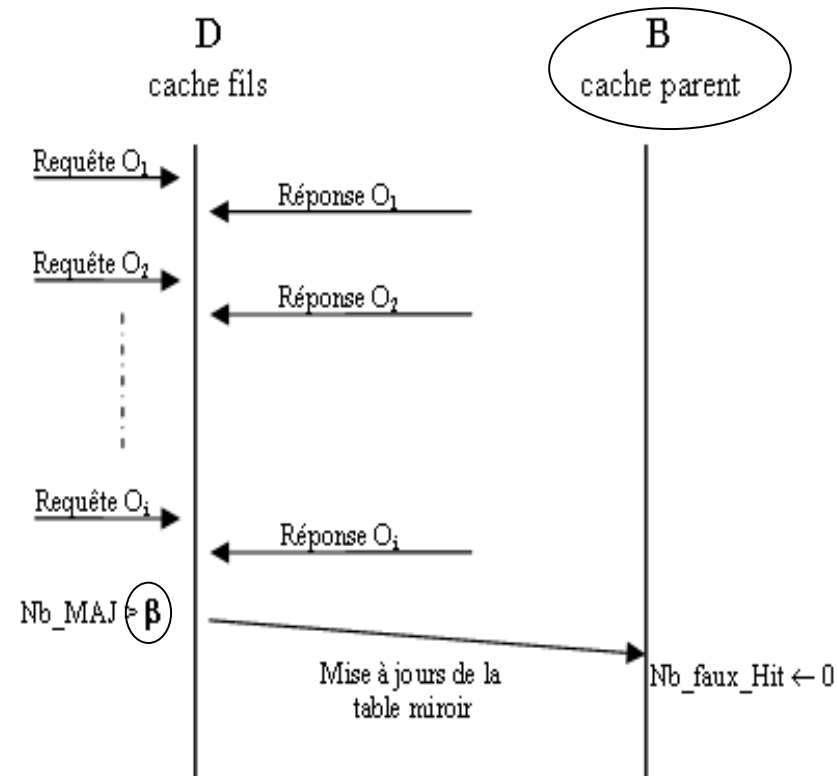 D
B
cache fils
cache parent
Requête O₁
Réponse O₁
Requête O₂
Réponse O₂
Requête Oᵢ
Réponse Oᵢ
Nb_MAJ > β
Mise à jours de la
table miroir
Nb_faux_Hit ← 0